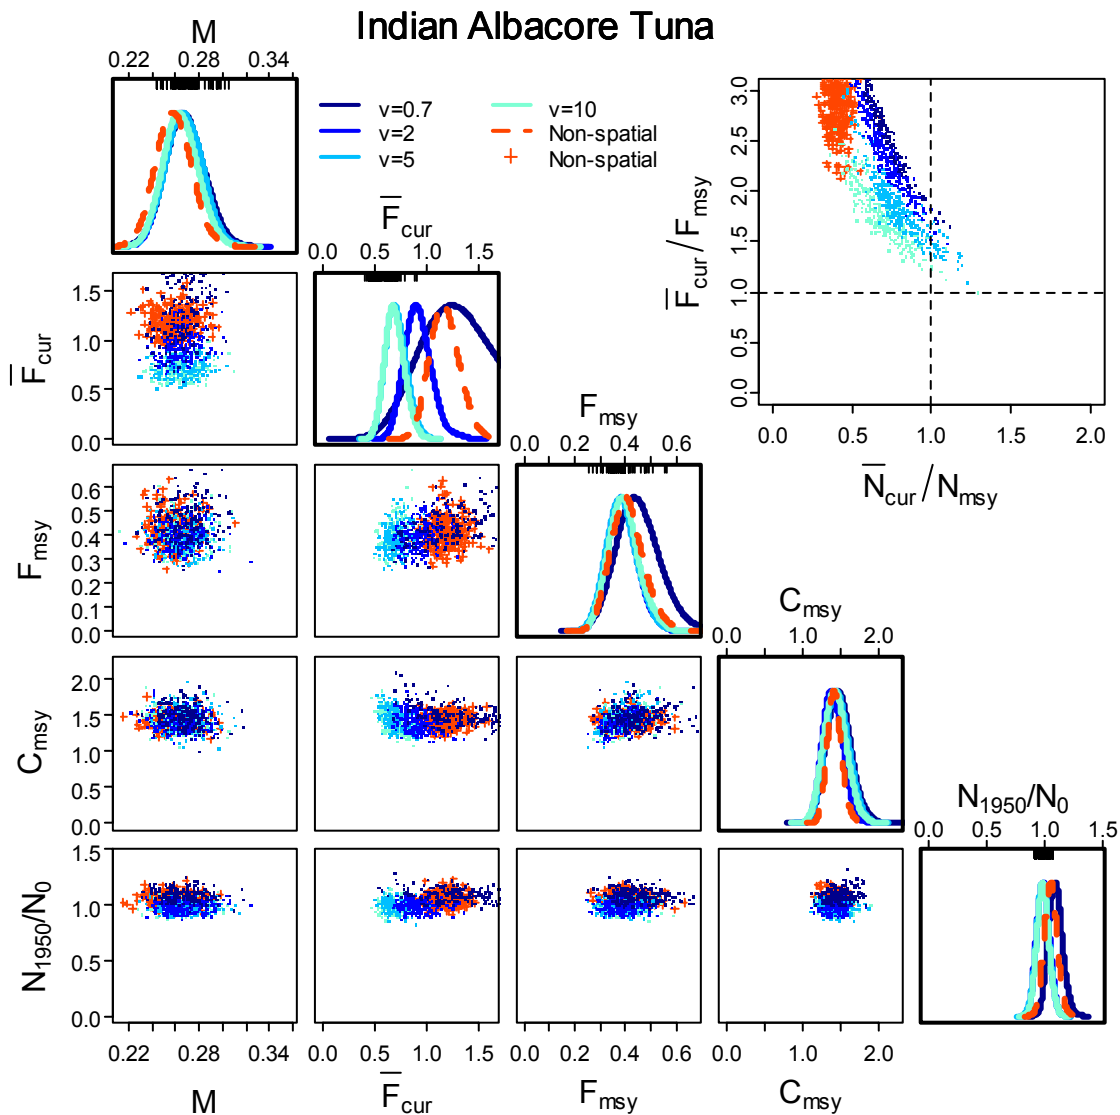 Indian Albacore Tuna
M
0.22 0.28 0.34
v=0.7 v=10
v=2 Non-spatial
v=5 Non-spatial
F̅cur / Fmsy
0.0 0.5 1.0 1.5 2.0 2.5 3.0
0.0 0.5 1.0 1.5 2.0
N̅cur / Nmsy
F̅cur
0.0 0.5 1.0 1.5
F̅cur
0.0 0.5 1.0 1.5
Fmsy
0.0 0.2 0.4 0.6
Fmsy
0.0 0.1 0.2 0.3 0.4 0.5 0.6
Cmsy
0.0 1.0 2.0
Cmsy
0.0 0.5 1.0 1.5 2.0
N1950/N0
0.0 0.5 1.0 1.5
N1950/N0
0.0 0.5 1.0 1.5
0.22 0.28 0.34 0.0 0.5 1.0 1.5 0.0 0.2 0.4 0.6 0.0 1.0 2.0
M F̅cur Fmsy Cmsy